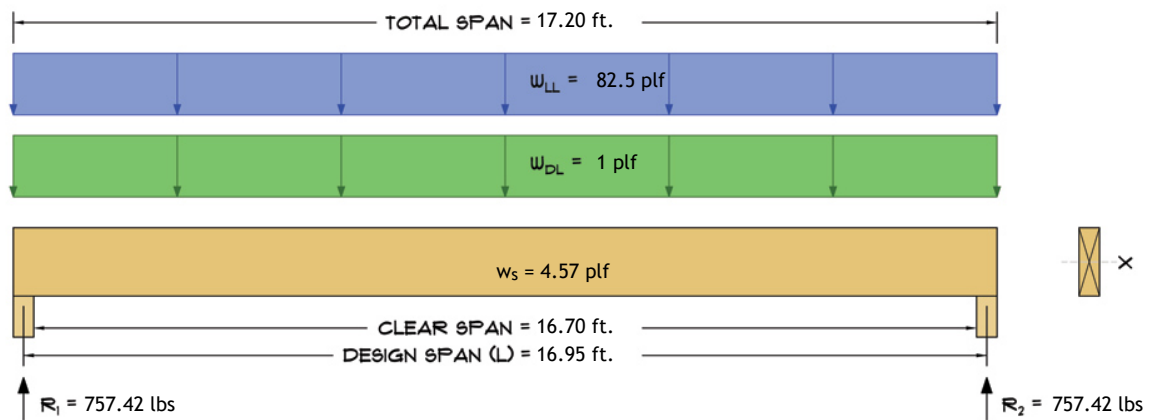 TOTAL SPAN = 17.20 ft.
wLL = 82.5 plf
wDL = 1 plf
ws = 4.57 plf
X
CLEAR SPAN = 16.70 ft.
DESIGN SPAN (L) = 16.95 ft.
R1 = 757.42 lbs
R2 = 757.42 lbs